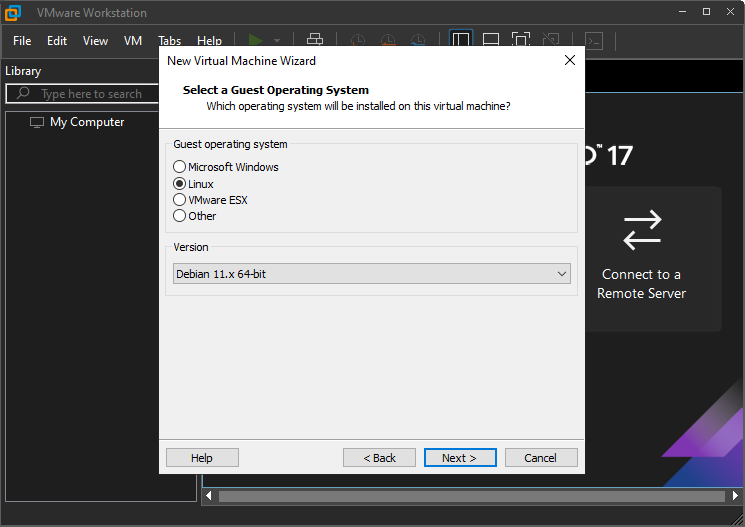 VMware Workstation
File Edit View VM Tabs Help
Library
Type here to search
My Computer
New Virtual Machine Wizard
Select a Guest Operating System
Which operating system will be installed on this virtual machine?
Guest operating system
Microsoft Windows
Linux
VMware ESX
Other
Version
Debian 11.x 64-bit
Help
< Back
Next >
Cancel
™ 17
Connect to a
Remote Server